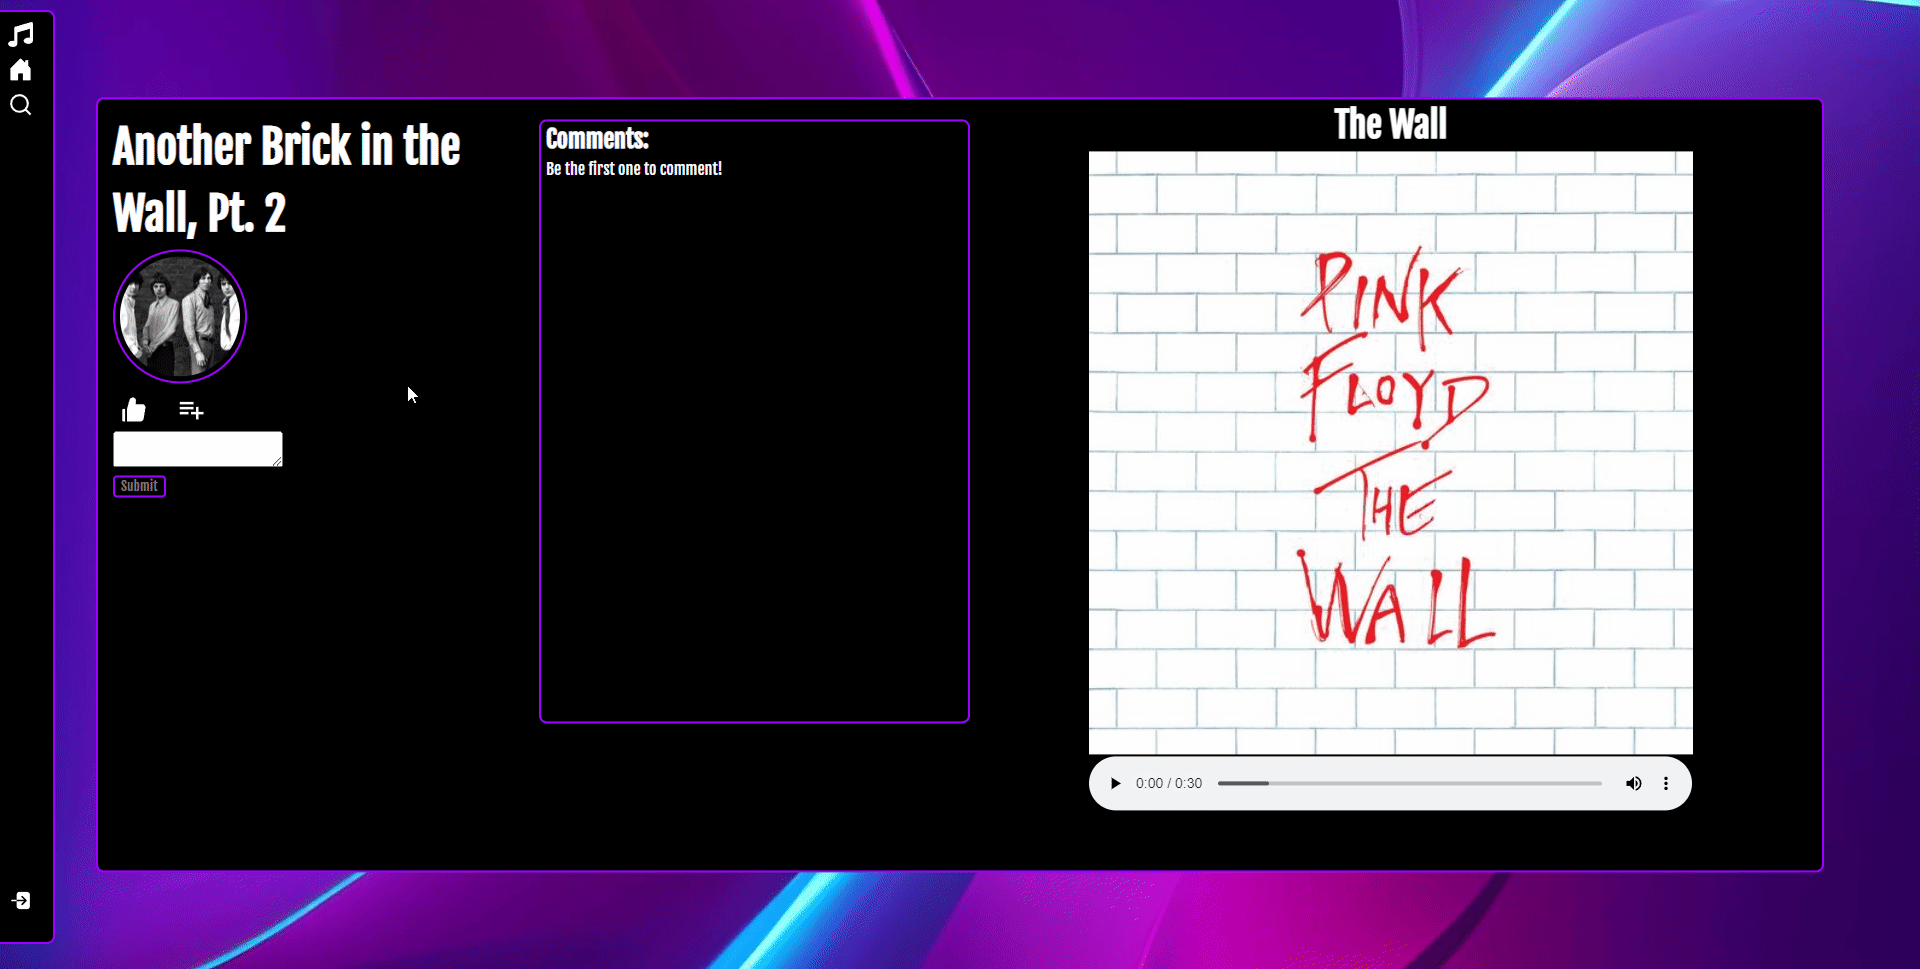 Another Brick in the
Wall, Pt. 2
Submit
Comments:
Be the first one to comment!
The Wall
PINK
FLOYD
THE
WALL
0:00 / 0:30